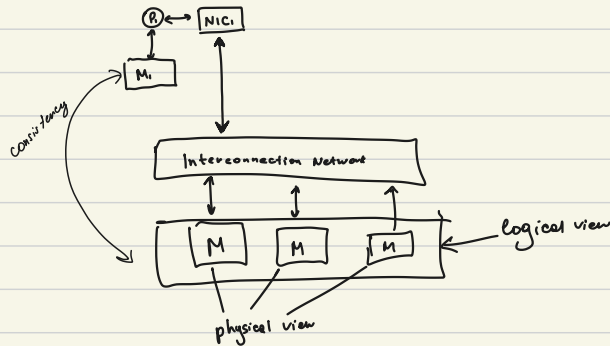 P₁
NIC₁
M₁
consistency
Interconnection Network
M
M
M
logical view
physical view